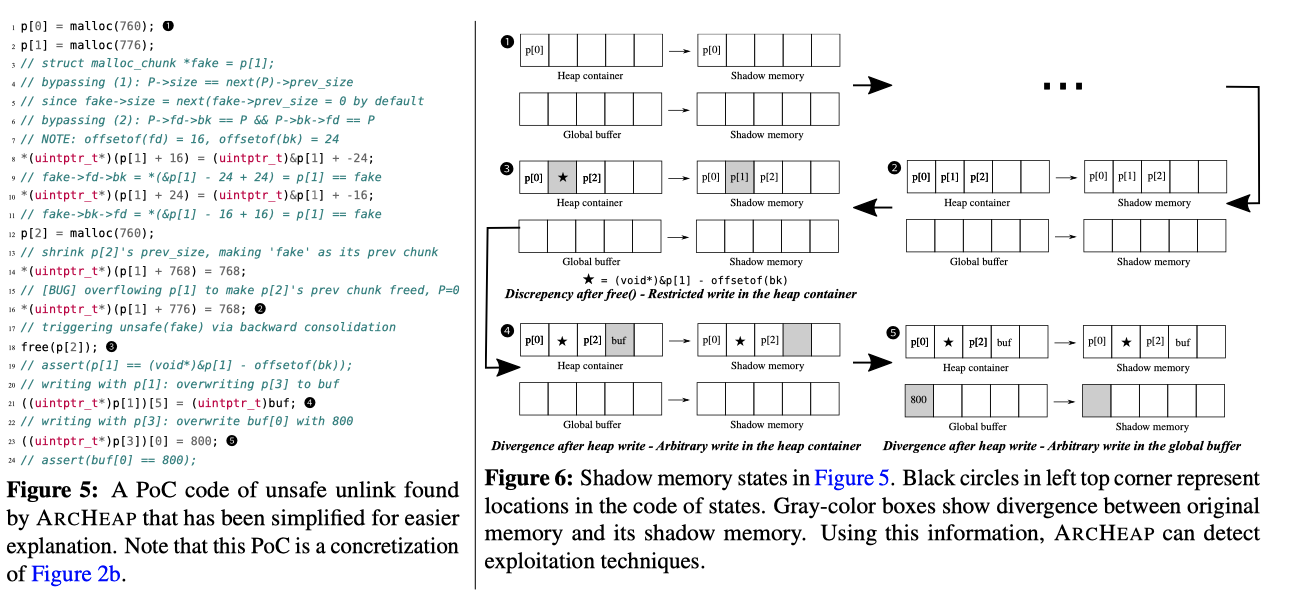 1 p[0] = malloc(760); ❶
2 p[1] = malloc(776);
3 // struct malloc_chunk *fake = p[1];
4 // bypassing (1): P->size == next(P)->prev_size
5 // since fake->size = next(fake->prev_size = 0 by default
6 // bypassing (2): P->fd->bk == P && P->bk->fd == P
7 // NOTE: offsetof(fd) = 16, offsetof(bk) = 24
8 *(uintptr_t*)(p[1] + 16) = (uintptr_t)&p[1] + -24;
9 // fake->fd->bk = *(&p[1] - 24 + 24) = p[1] == fake
10 *(uintptr_t*)(p[1] + 24) = (uintptr_t)&p[1] + -16;
11 // fake->bk->fd = *(&p[1] - 16 + 16) = p[1] == fake
12 p[2] = malloc(760);
13 // shrink p[2]'s prev_size, making 'fake' as its prev chunk
14 *(uintptr_t*)(p[1] + 768) = 768;
15 // [BUG] overflowing p[1] to make p[2]'s prev chunk freed, P=0
16 *(uintptr_t*)(p[1] + 776) = 768; ❷
17 // triggering unsafe(fake) via backward consolidation
18 free(p[2]); ❸
19 // assert(p[1] == (void*)&p[1] - offsetof(bk));
20 // writing with p[1]: overwriting p[3] to buf
21 ((uintptr_t*)p[1])[5] = (uintptr_t)buf; ❹
22 // writing with p[3]: overwrite buf[0] with 800
23 ((uintptr_t*)p[3])[0] = 800; ❺
24 // assert(buf[0] == 800);
Figure 5: A PoC code of unsafe unlink found
by ARCHEAP that has been simplified for easier
explanation. Note that this PoC is a concretization
of Figure 2b.
❶ p[0] p[0]
Heap container Shadow memory
Global buffer Shadow memory
...
❷ p[0] p[1] p[2] p[0] p[1] p[2]
Heap container Shadow memory
Global buffer Shadow memory
❸ p[0] ★ p[2] p[0] p[1] p[2]
Heap container Shadow memory
Global buffer Shadow memory
★ = (void*)&p[1] - offsetof(bk)
Discrepency after free() - Restricted write in the heap container
❹ p[0] ★ p[2] buf p[0] ★ p[2]
Heap container Shadow memory
Global buffer Shadow memory
Divergence after heap write - Arbitrary write in the heap container
❺ p[0] ★ p[2] buf p[0] ★ p[2] buf
Heap container Shadow memory
800
Global buffer Shadow memory
Divergence after heap write - Arbitrary write in the global buffer
Figure 6: Shadow memory states in Figure 5. Black circles in left top corner represent
locations in the code of states. Gray-color boxes show divergence between original
memory and its shadow memory. Using this information, ARCHEAP can detect
exploitation techniques.